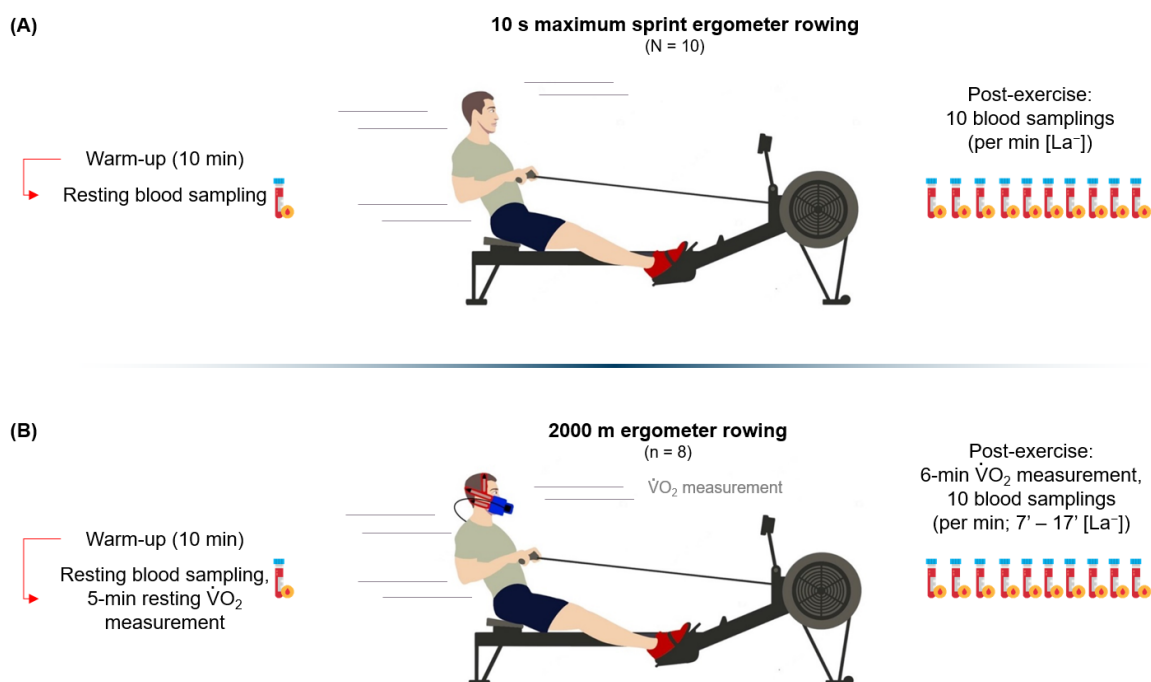 (A)
10 s maximum sprint ergometer rowing
(N = 10)
Warm-up (10 min)
Resting blood sampling
Post-exercise:
10 blood samplings
(per min [La⁻])
(B)
2000 m ergometer rowing
(n = 8)
V̇O₂ measurement
Warm-up (10 min)
Resting blood sampling,
5-min resting V̇O₂
measurement
Post-exercise:
6-min V̇O₂ measurement,
10 blood samplings
(per min; 7’ – 17’ [La⁻])